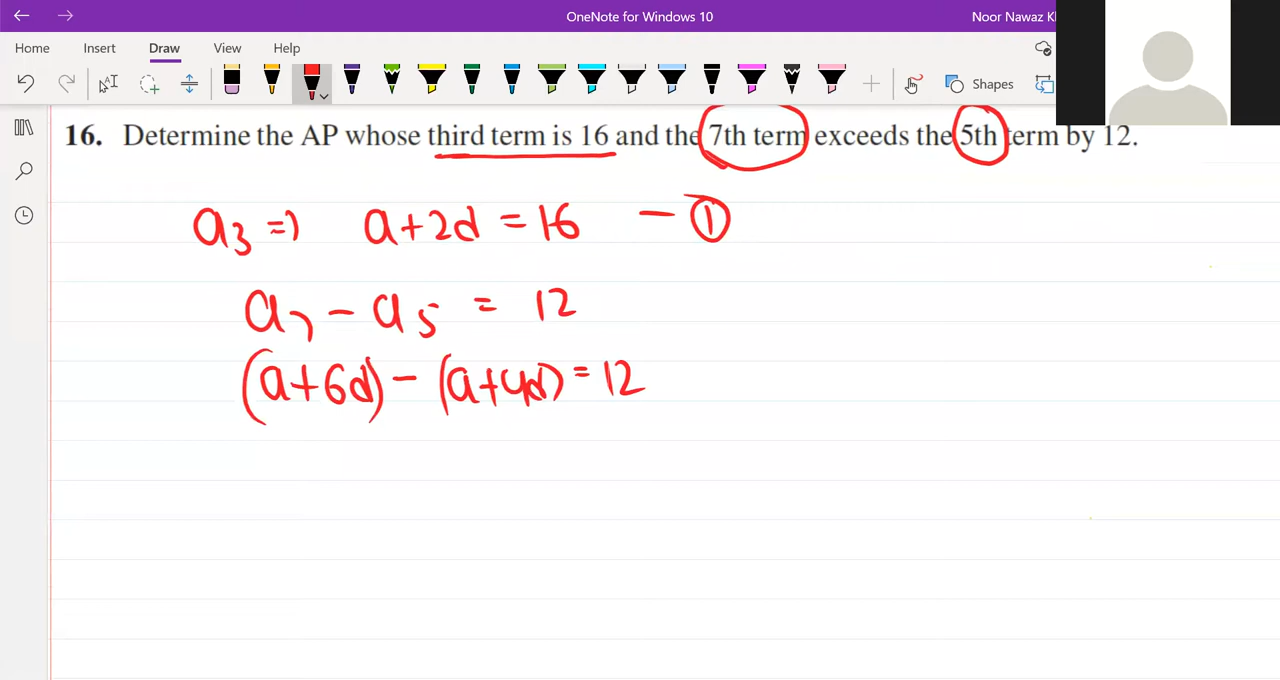 OneNote for Windows 10
Noor Nawaz K
Home Insert Draw View Help
Shapes
16. Determine the AP whose third term is 16 and the 7th term exceeds the 5th term by 12.
a3 => a+2d = 16 — ①
a7 - a5 = 12
(a+6d) - (a+4d) = 12